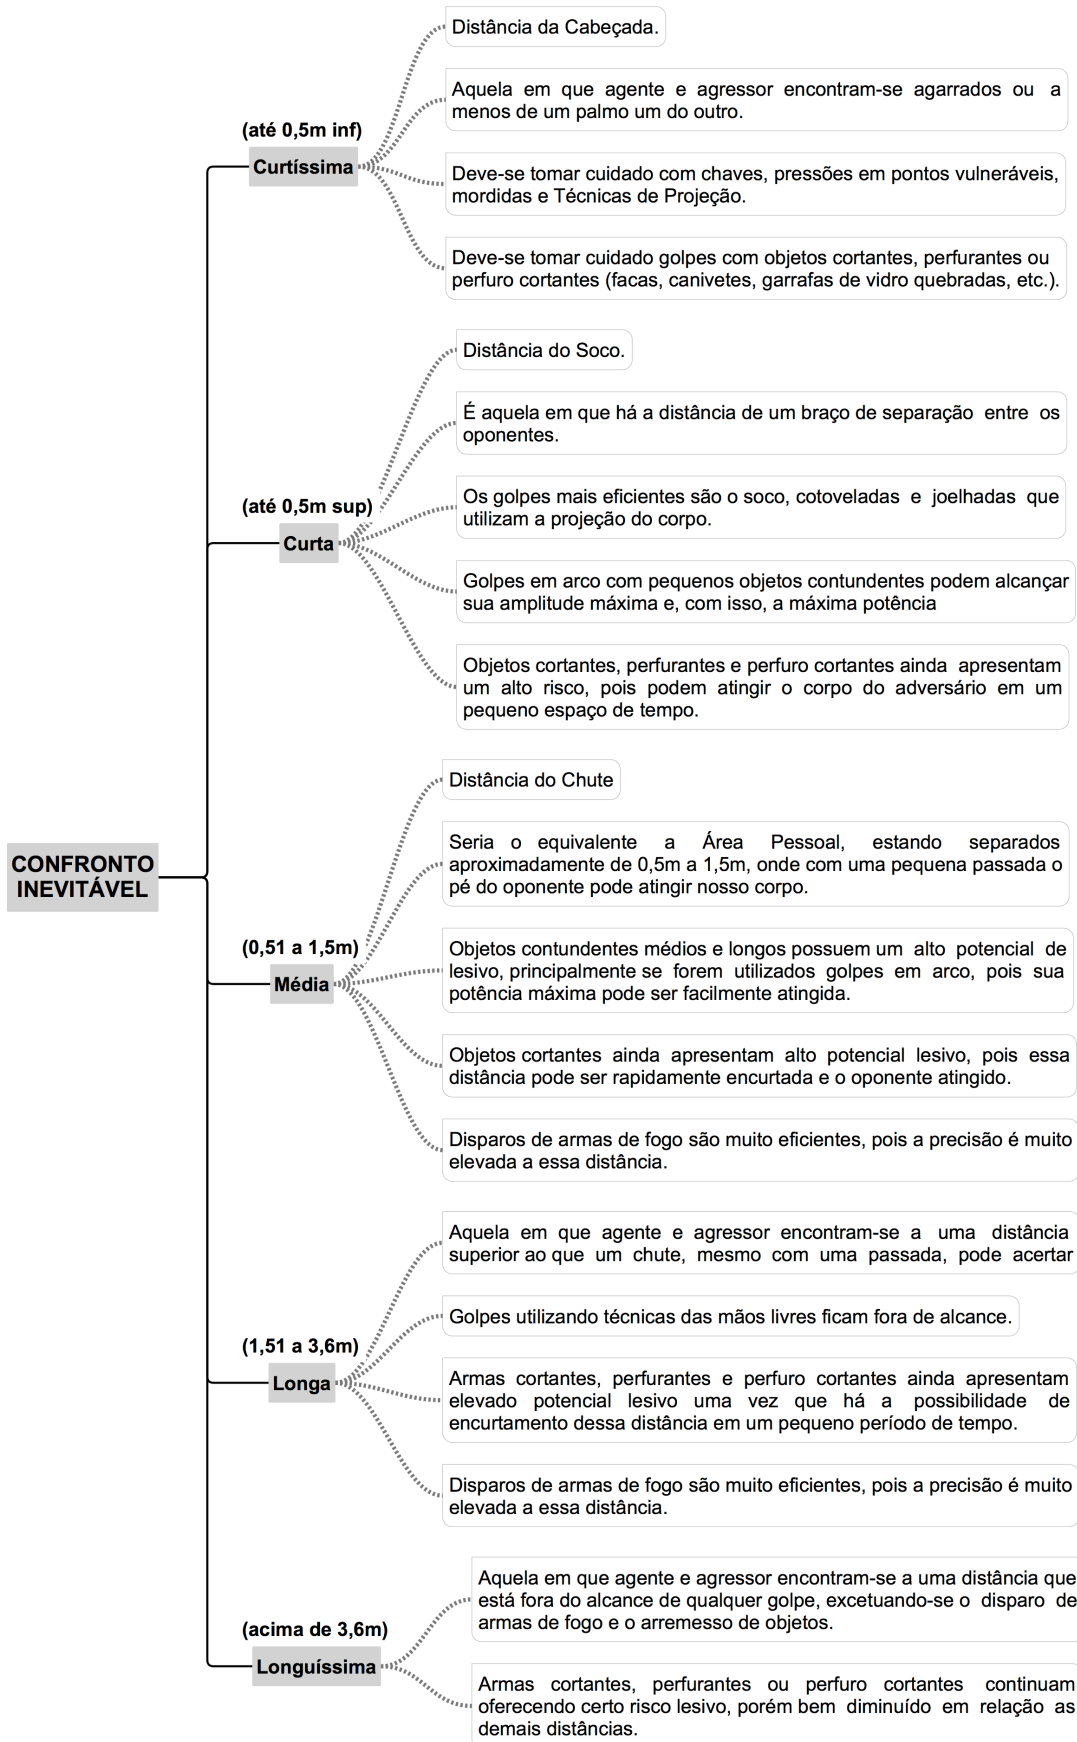 Distância da Cabeçada.
Aquela em que agente e agressor encontram-se agarrados ou a
menos de um palmo um do outro.
(até 0,5m inf)
Curtíssima
Deve-se tomar cuidado com chaves, pressões em pontos vulneráveis,
mordidas e Técnicas de Projeção.
Deve-se tomar cuidado golpes com objetos cortantes, perfurantes ou
perfuro cortantes (facas, canivetes, garrafas de vidro quebradas, etc.).
Distância do Soco.
É aquela em que há a distância de um braço de separação entre os
oponentes.
(até 0,5m sup)
Curta
Os golpes mais eficientes são o soco, cotoveladas e joelhadas que
utilizam a projeção do corpo.
Golpes em arco com pequenos objetos contundentes podem alcançar
sua amplitude máxima e, com isso, a máxima potência
Objetos cortantes, perfurantes e perfuro cortantes ainda apresentam
um alto risco, pois podem atingir o corpo do adversário em um
pequeno espaço de tempo.
CONFRONTO
INEVITÁVEL
Distância do Chute
Seria o equivalente a Área Pessoal, estando separados
aproximadamente de 0,5m a 1,5m, onde com uma pequena passada o
pé do oponente pode atingir nosso corpo.
(0,51 a 1,5m)
Média
Objetos contundentes médios e longos possuem um alto potencial de
lesivo, principalmente se forem utilizados golpes em arco, pois sua
potência máxima pode ser facilmente atingida.
Objetos cortantes ainda apresentam alto potencial lesivo, pois essa
distância pode ser rapidamente encurtada e o oponente atingido.
Disparos de armas de fogo são muito eficientes, pois a precisão é muito
elevada a essa distância.
Aquela em que agente e agressor encontram-se a uma distância
superior ao que um chute, mesmo com uma passada, pode acertar
Golpes utilizando técnicas das mãos livres ficam fora de alcance.
(1,51 a 3,6m)
Longa
Armas cortantes, perfurantes e perfuro cortantes ainda apresentam
elevado potencial lesivo uma vez que há a possibilidade de
encurtamento dessa distância em um pequeno período de tempo.
Disparos de armas de fogo são muito eficientes, pois a precisão é muito
elevada a essa distância.
Aquela em que agente e agressor encontram-se a uma distância que
está fora do alcance de qualquer golpe, excetuando-se o disparo de
armas de fogo e o arremesso de objetos.
(acima de 3,6m)
Longuíssima
Armas cortantes, perfurantes ou perfuro cortantes continuam
oferecendo certo risco lesivo, porém bem diminuído em relação as
demais distâncias.